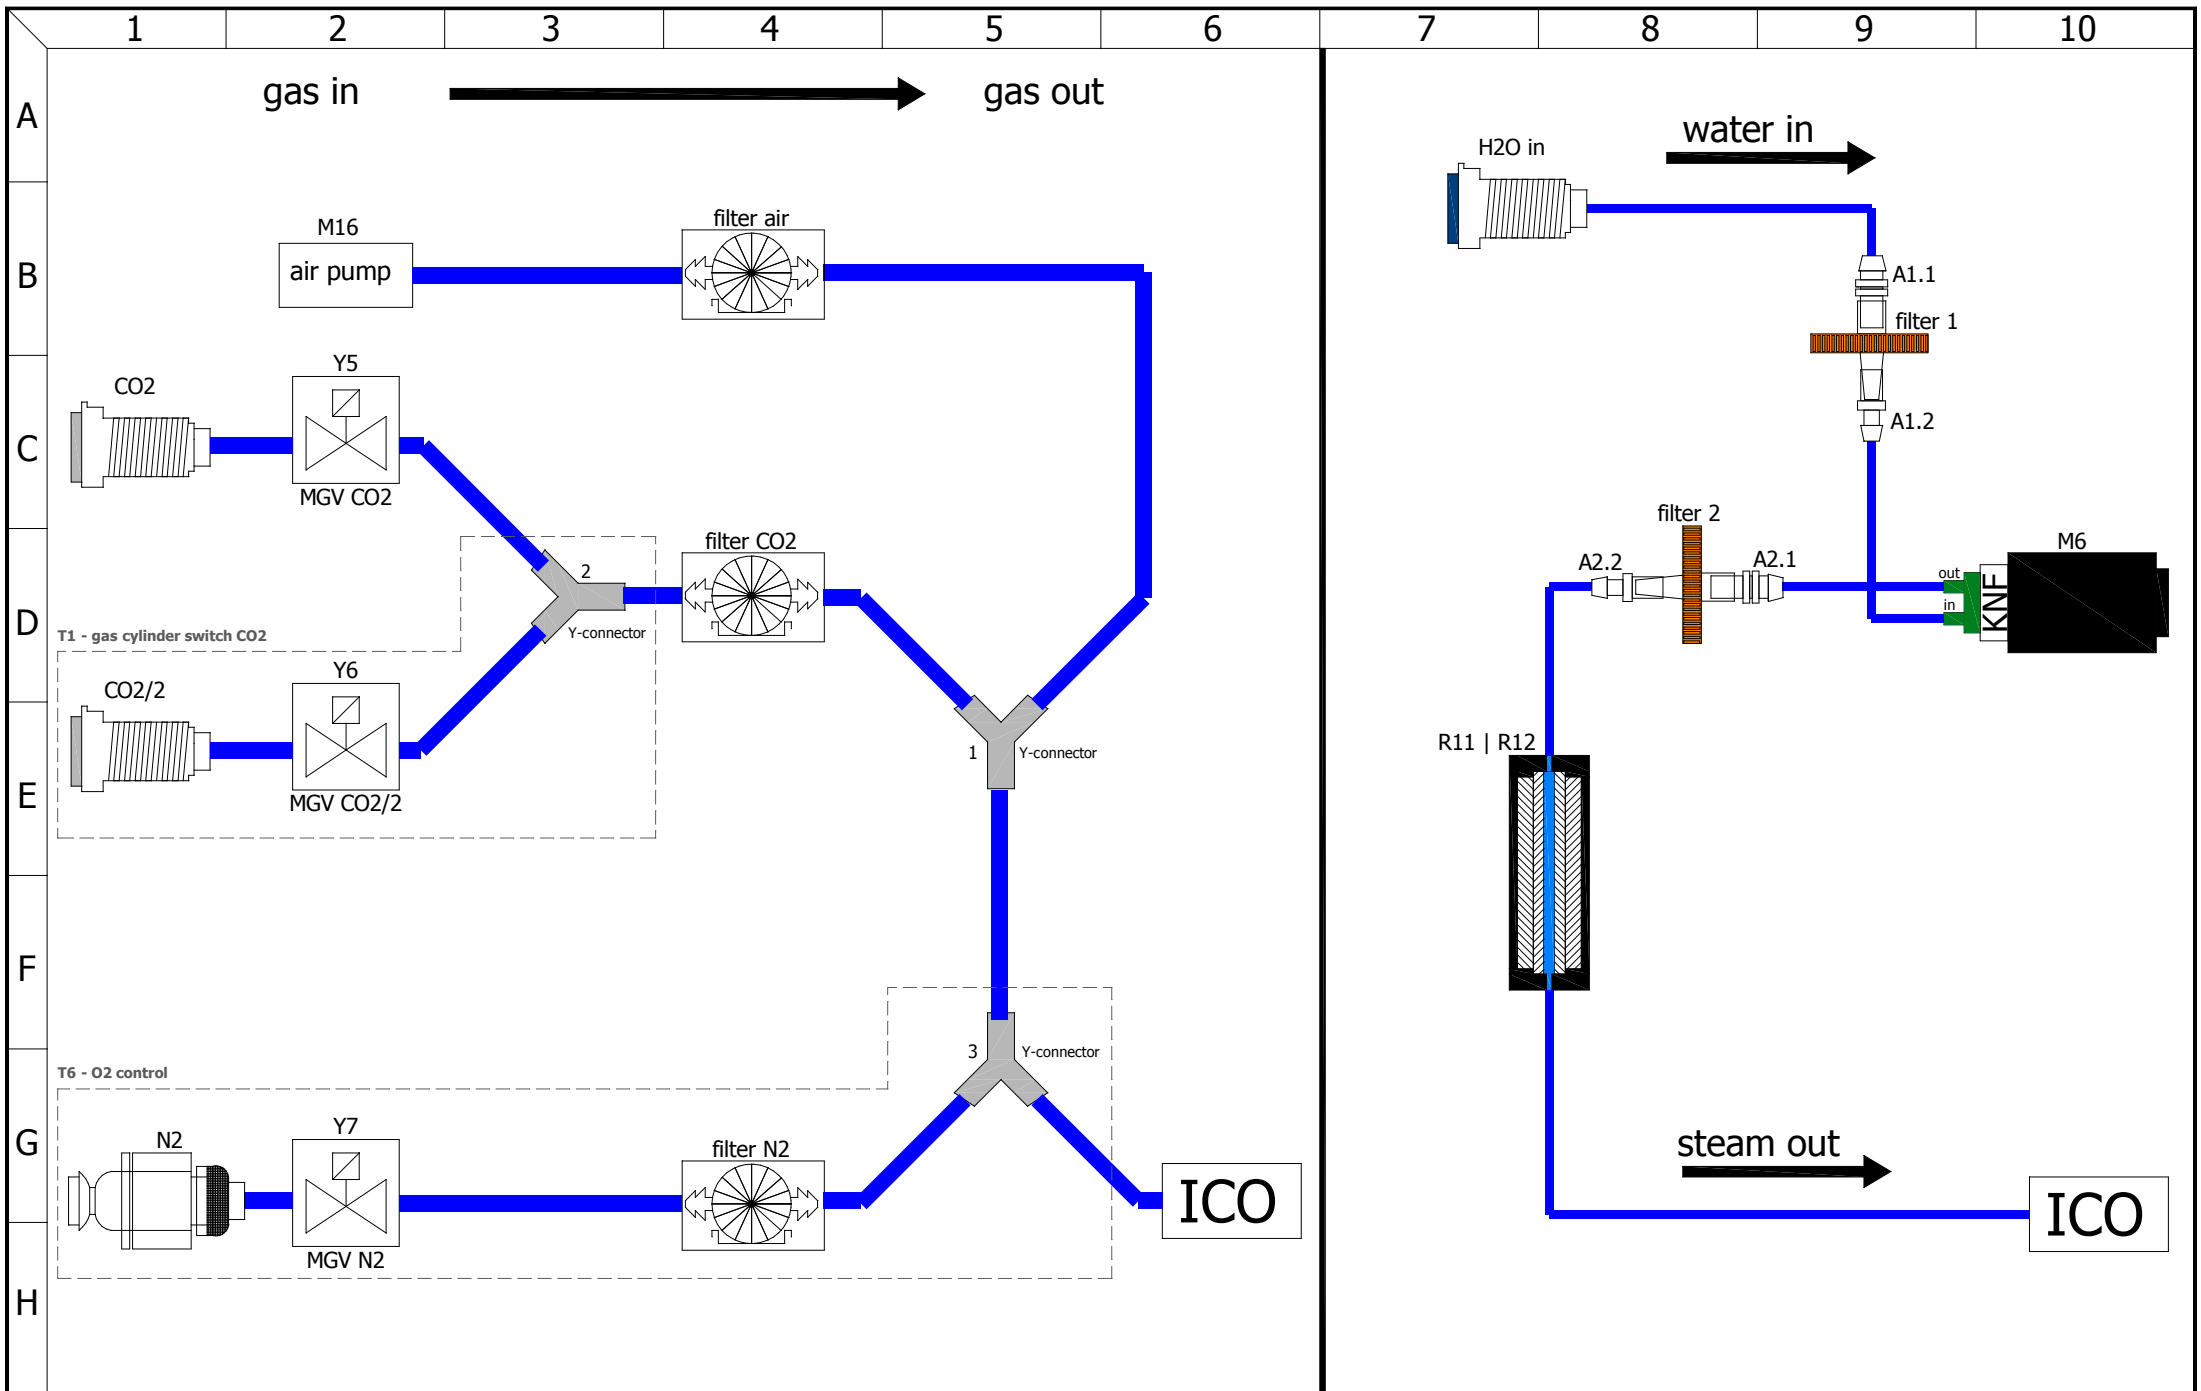 1 2 3 4 5 6 7 8 9 10
A
B
C
D
E
F
G
H
gas in
gas out
M16
air pump
filter air
CO2
Y5
MGV CO2
2
Y-connector
filter CO2
T1 - gas cylinder switch CO2
CO2/2
Y6
MGV CO2/2
1
Y-connector
3
Y-connector
T6 - O2 control
N2
Y7
MGV N2
filter N2
ICO
water in
H2O in
A1.1
filter 1
A1.2
filter 2
A2.2
A2.1
M6
out
in
KNF
R11 | R12
steam out
ICO